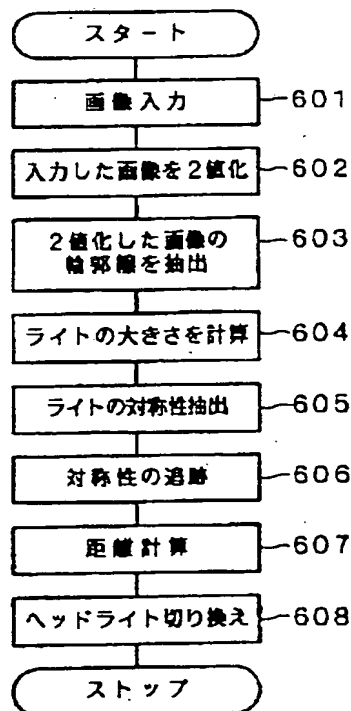 スタート
画像入力
601
入力した画像を2値化
602
2値化した画像の
輪郭線を抽出
603
ライトの大きさを計算
604
ライトの対称性抽出
605
対称性の追跡
606
距離計算
607
ヘッドライト切り換え
608
ストップ